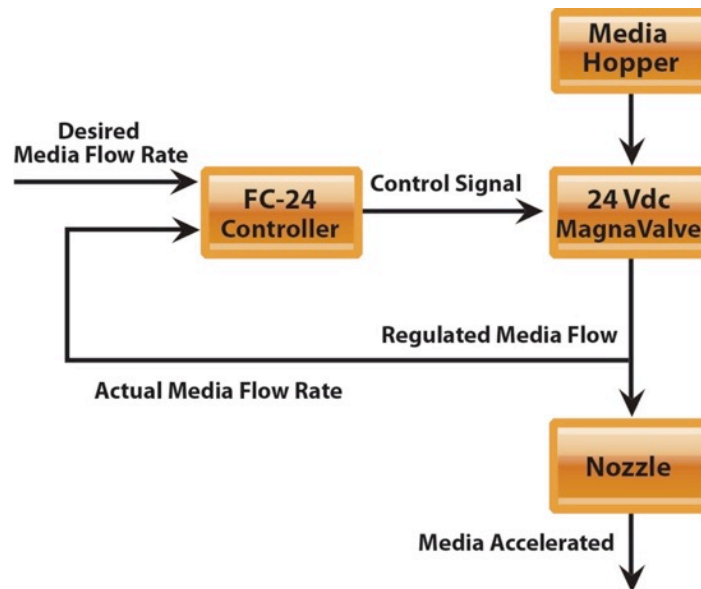 Media
Hopper
Desired
Media Flow Rate
FC-24
Controller
Control Signal
24 Vdc
MagnaValve
Regulated Media Flow
Actual Media Flow Rate
Nozzle
Media Accelerated